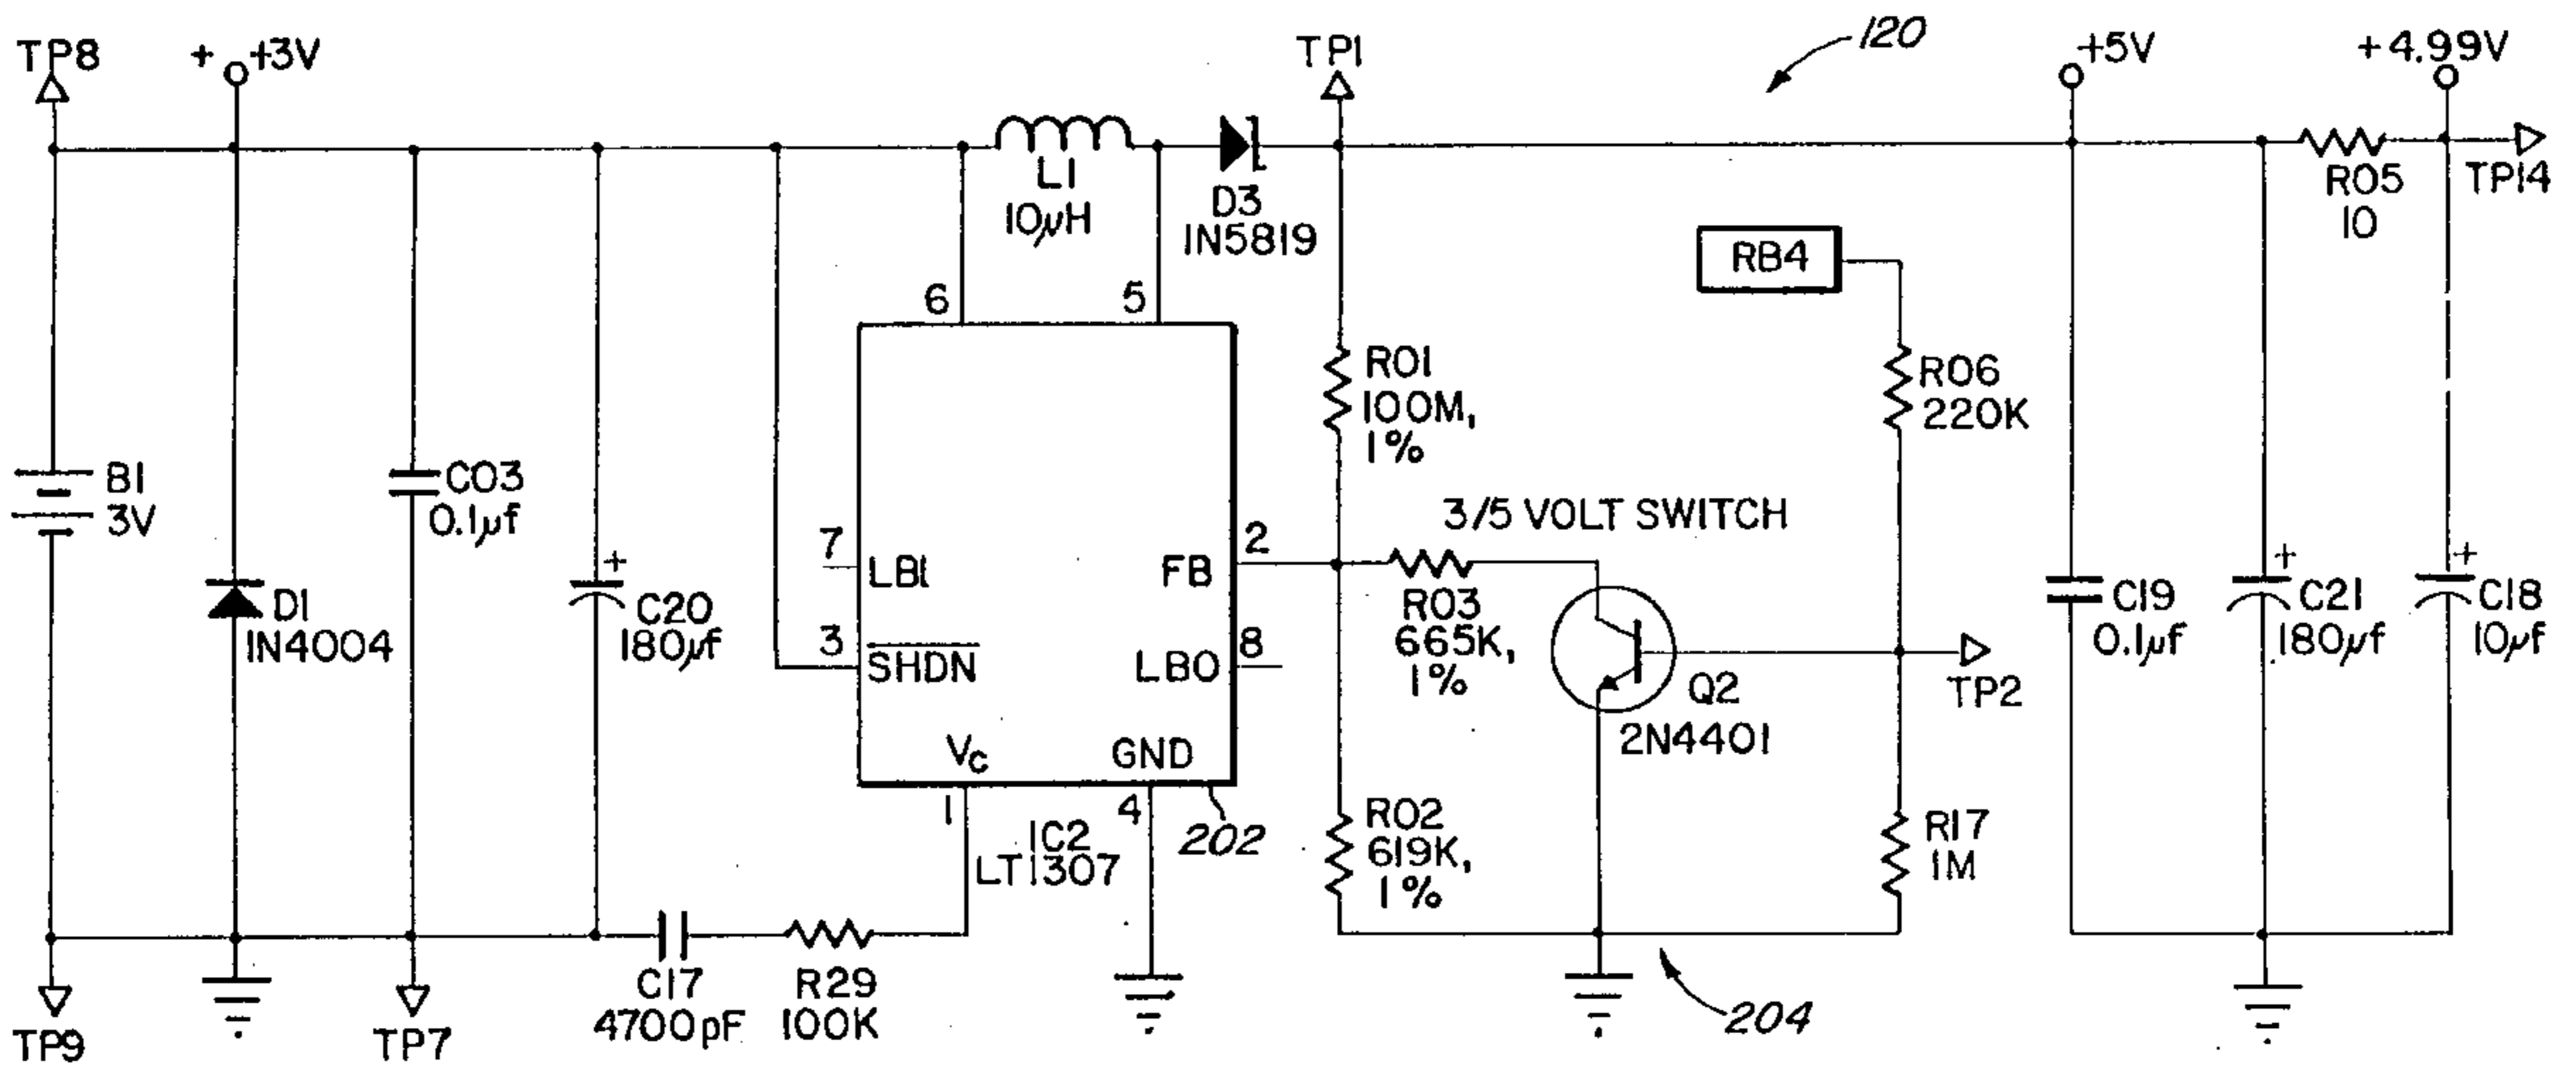 TP8
+ +3V
TP1
120
+5V
+4.99V
L1
10μH
D3
1N5819
R05
10
TP14
RB4
6
5
R01
100M,
1%
R06
220K
B1
3V
C03
0.1μf
3/5 VOLT SWITCH
7
LBI
FB
2
D1
1N4004
+
C20
180μf
3
SHDN
LBO
8
R03
665K,
1%
Q2
2N4401
TP2
C19
0.1μf
+
C21
180μf
+
C18
10μf
VC
GND
1
4
IC2
LT1307
202
R02
619K,
1%
R17
1M
C17
4700pF
R29
100K
204
TP9
TP7